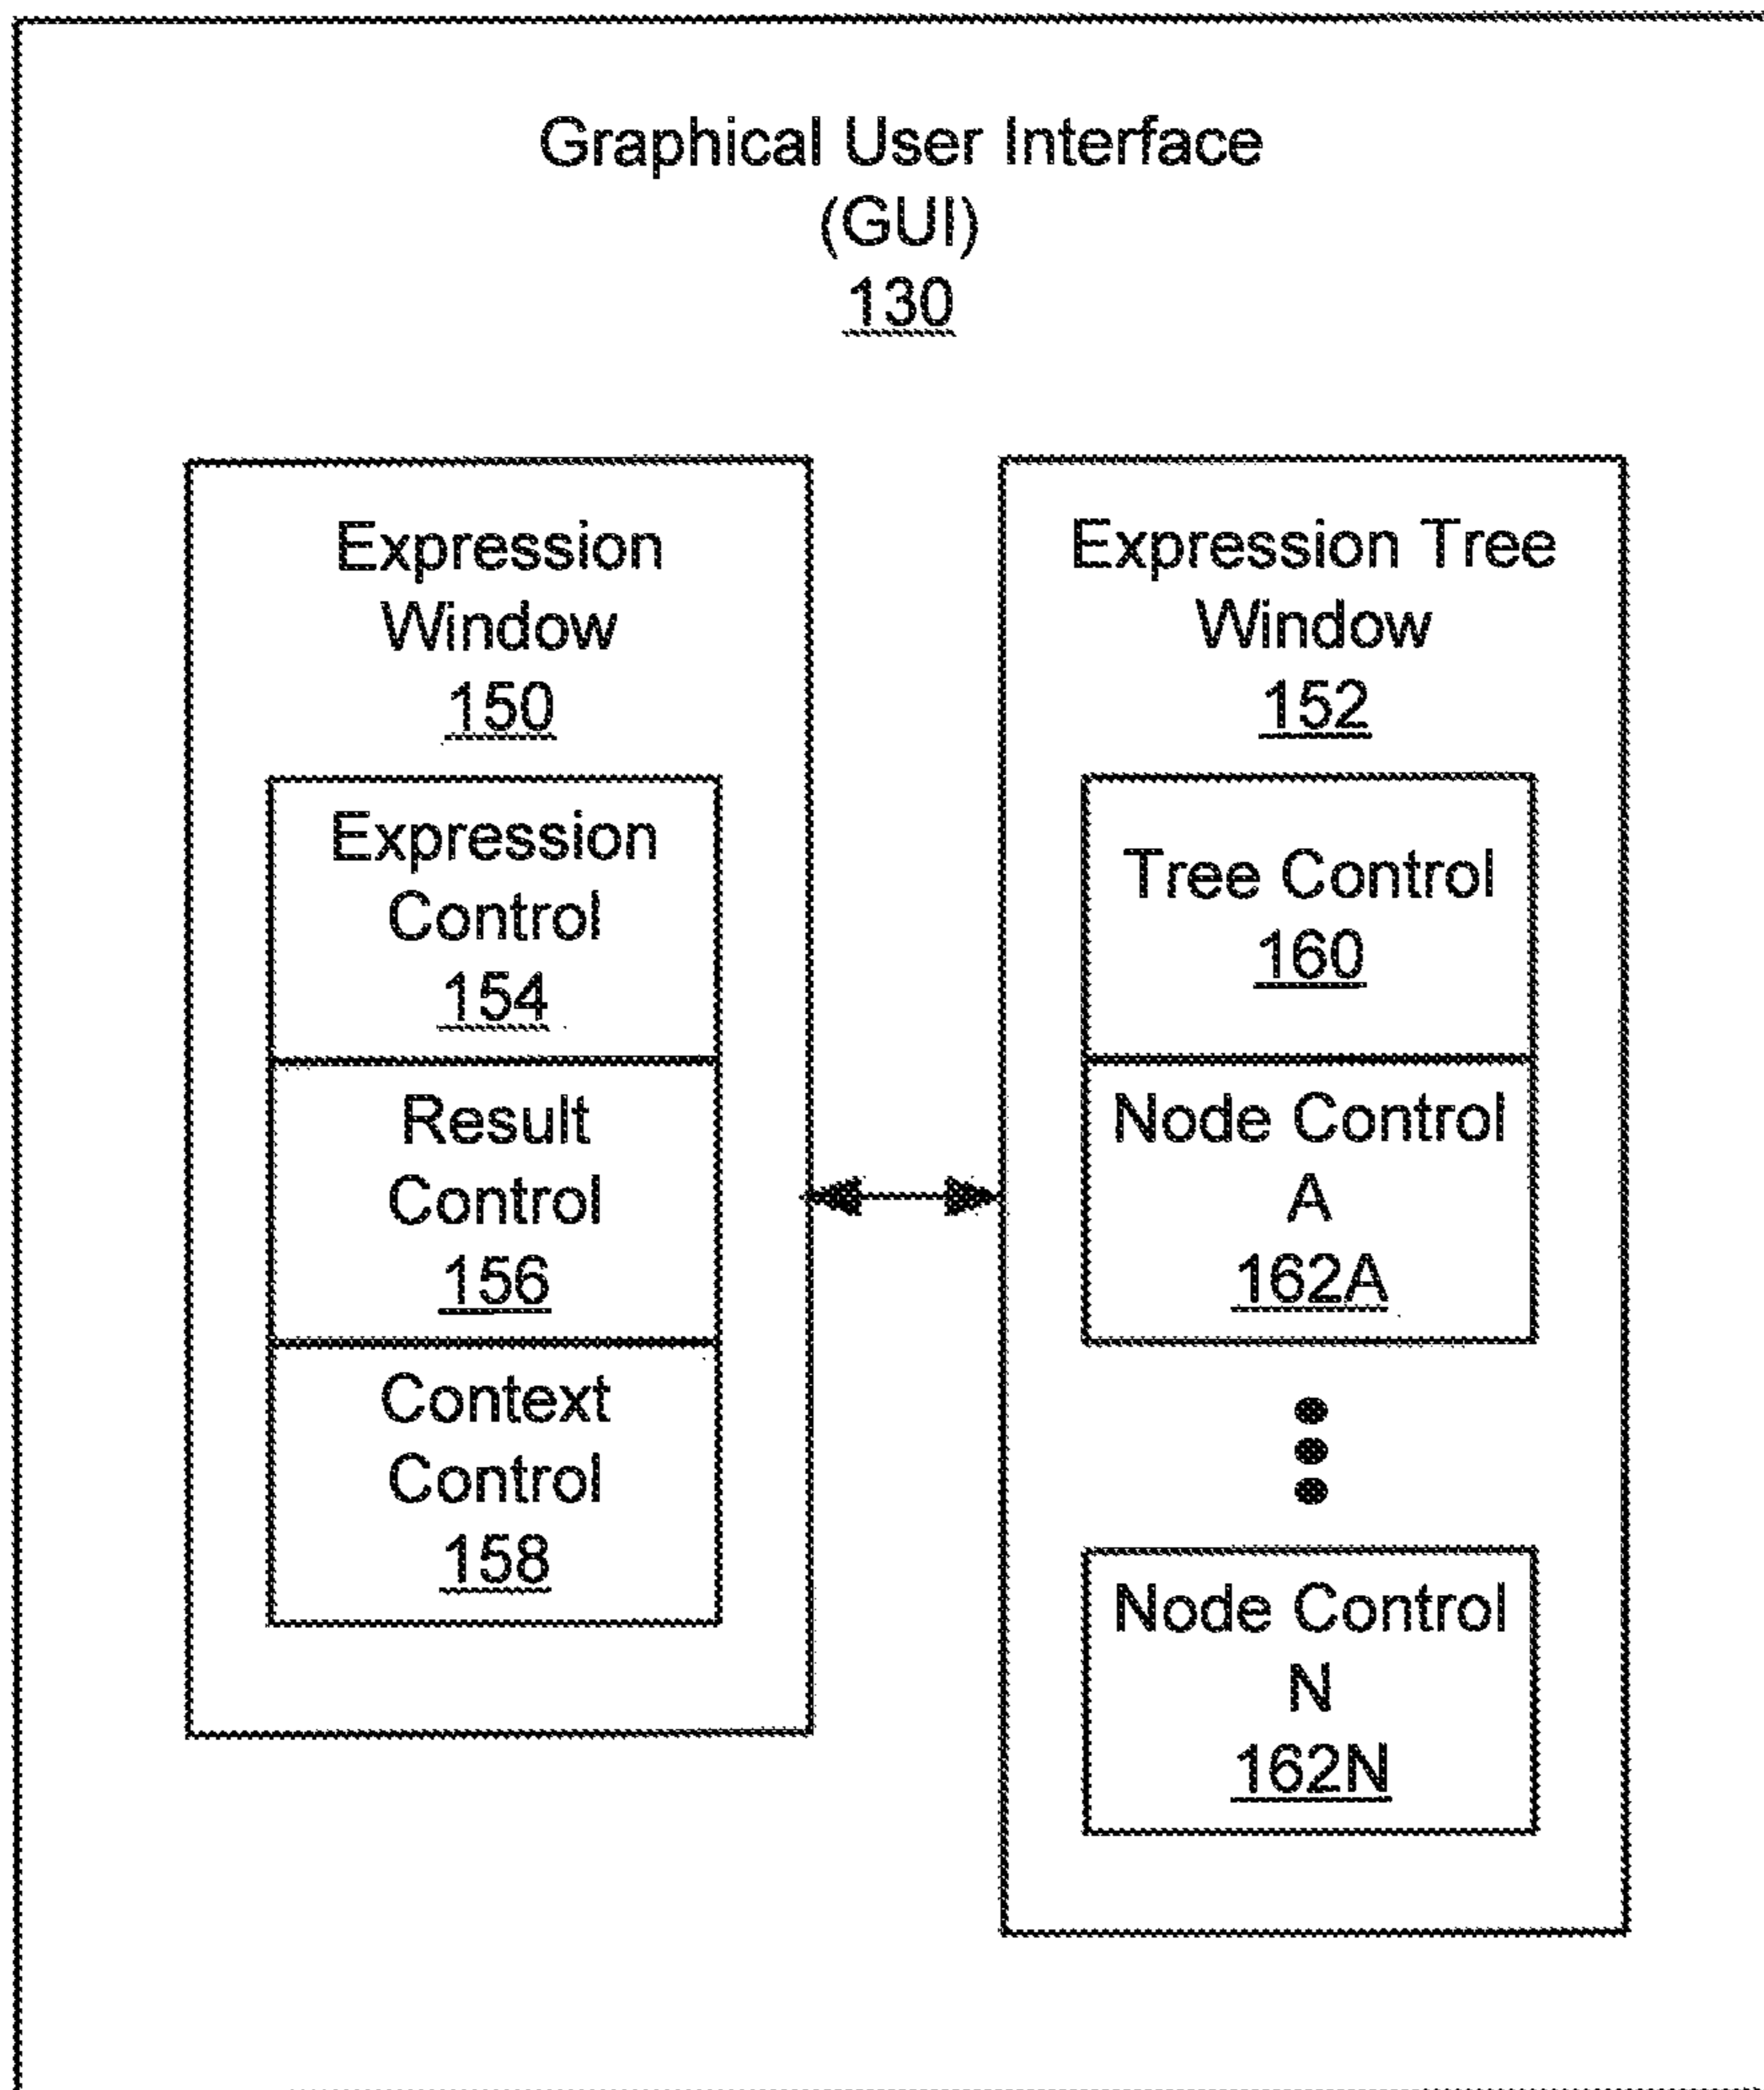 Graphical User Interface
(GUI)
130
Expression
Window
150
Expression
Control
154
Result
Control
156
Context
Control
158
Expression Tree
Window
152
Tree Control
160
Node Control
A
162A
Node Control
N
162N